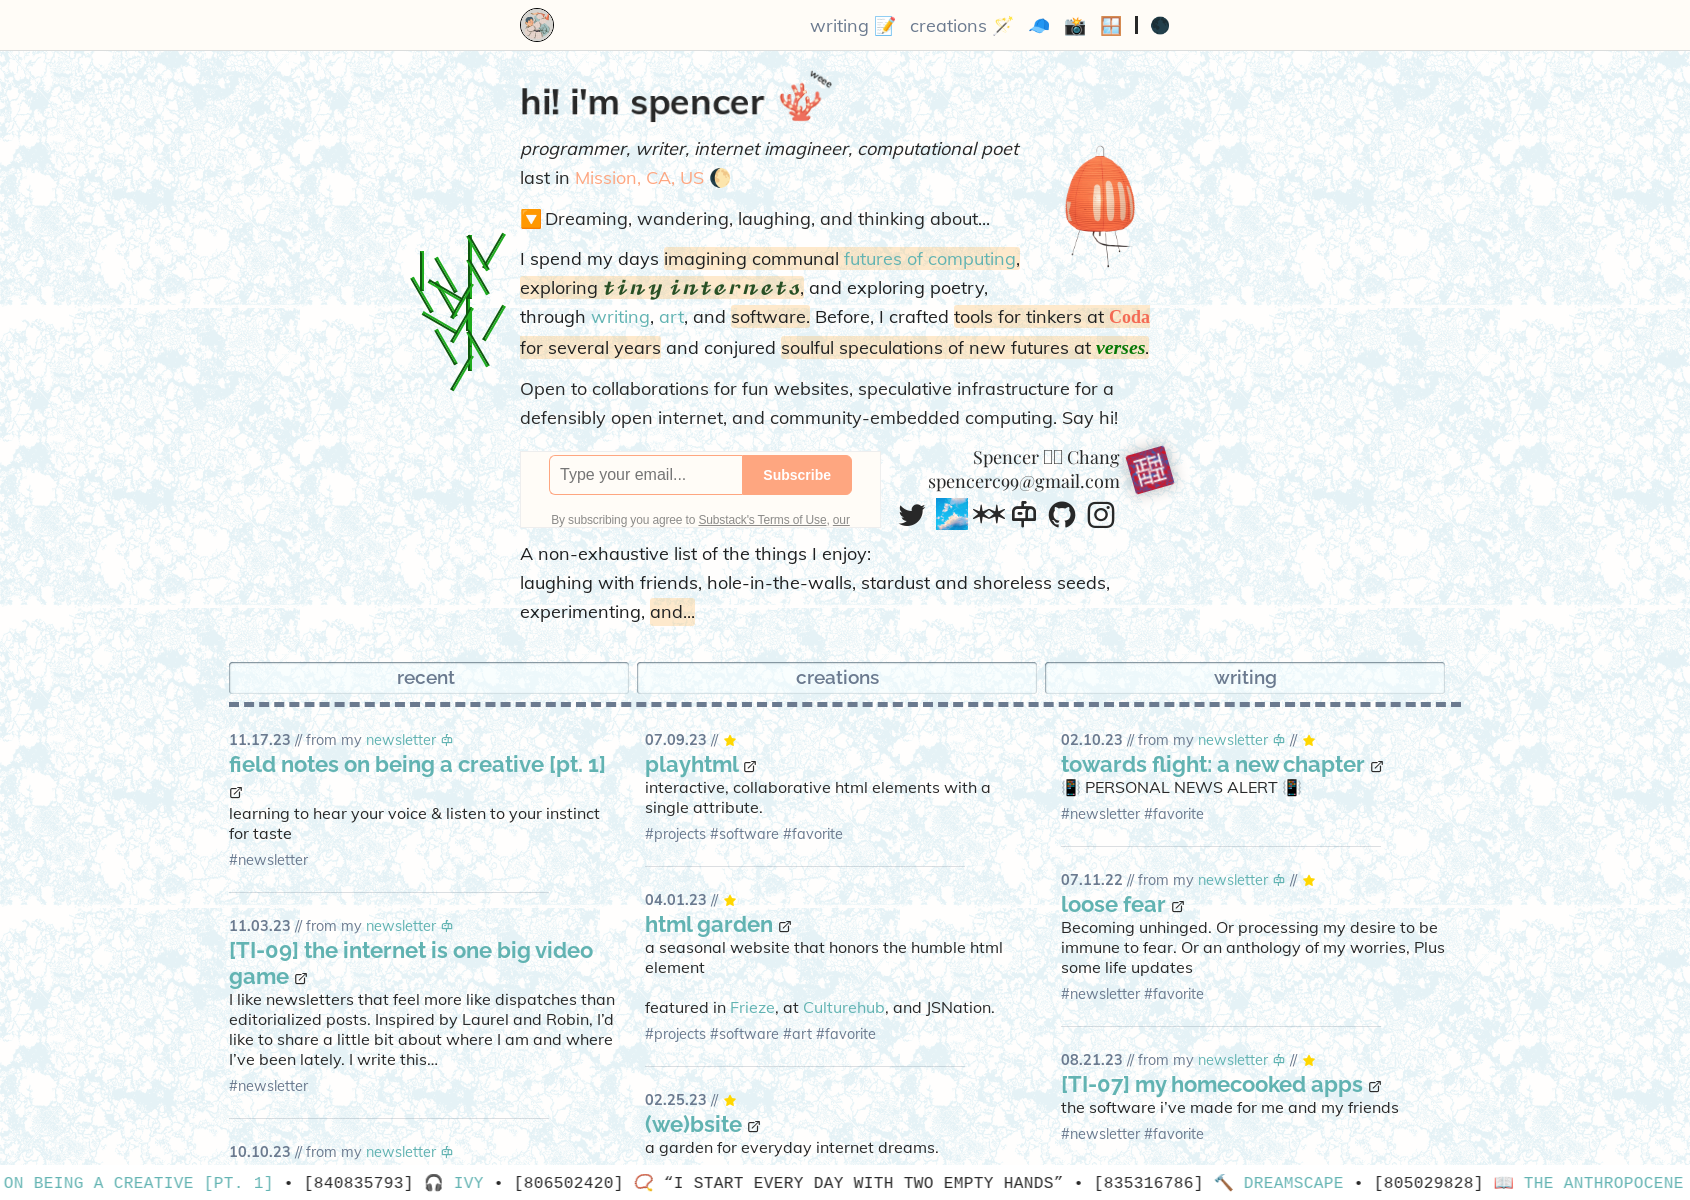 writing 📝 creations 🪄 🧢 📸 🪟 | 🌑
hi! i'm spencer
weee
programmer, writer, internet imagineer, computational poet
last in Mission, CA, US 🌔
🔽 Dreaming, wandering, laughing, and thinking about...
I spend my days imagining communal futures of computing,
exploring tiny internets, and exploring poetry,
through writing, art, and software. Before, I crafted tools for tinkers at Coda
for several years and conjured soulful speculations of new futures at verses.
Open to collaborations for fun websites, speculative infrastructure for a
defensibly open internet, and community-embedded computing. Say hi!
Type your email...
Subscribe
By subscribing you agree to Substack's Terms of Use, our
Spencer Chang
spencerc99@gmail.com
A non-exhaustive list of the things I enjoy:
laughing with friends, hole-in-the-walls, stardust and shoreless seeds,
experimenting, and...
recent
creations
writing
11.17.23 // from my newsletter
field notes on being a creative [pt. 1]
learning to hear your voice & listen to your instinct
for taste
#newsletter
11.03.23 // from my newsletter
[TI-09] the internet is one big video
game
I like newsletters that feel more like dispatches than
editorialized posts. Inspired by Laurel and Robin, I'd
like to share a little bit about where I am and where
I've been lately. I write this...
#newsletter
10.10.23 // from my newsletter
07.09.23 // ⭐
playhtml
interactive, collaborative html elements with a
single attribute.
#projects #software #favorite
04.01.23 // ⭐
html garden
a seasonal website that honors the humble html
element
featured in Frieze, at Culturehub, and JSNation.
#projects #software #art #favorite
02.25.23 // ⭐
(we)bsite
a garden for everyday internet dreams.
02.10.23 // from my newsletter // ⭐
towards flight: a new chapter
📳 PERSONAL NEWS ALERT 📳
#newsletter #favorite
07.11.22 // from my newsletter // ⭐
loose fear
Becoming unhinged. Or processing my desire to be
immune to fear. Or an anthology of my worries, Plus
some life updates
#newsletter #favorite
08.21.23 // from my newsletter // ⭐
[TI-07] my homecooked apps
the software i've made for me and my friends
#newsletter #favorite
ON BEING A CREATIVE [PT. 1] • [840835793] 🎧 IVY • [806502420] 📿 “I START EVERY DAY WITH TWO EMPTY HANDS” • [835316786] 🔨 DREAMSCAPE • [805029828] 📖 THE ANTHROPOCENE